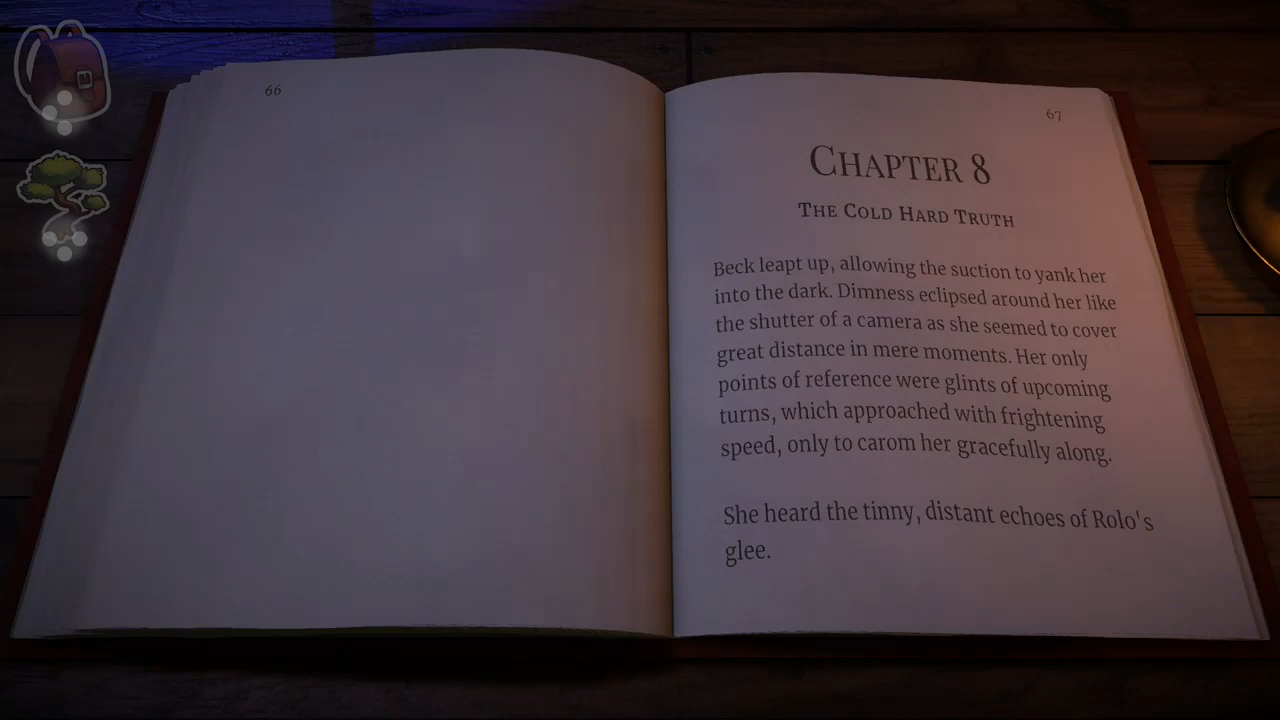 66
67
Chapter 8
The Cold Hard Truth
Beck leapt up, allowing the suction to yank her
into the dark. Dimness eclipsed around her like
the shutter of a camera as she seemed to cover
great distance in mere moments. Her only
points of reference were glints of upcoming
turns, which approached with frightening
speed, only to carom her gracefully along.
She heard the tinny, distant echoes of Rolo's
glee.